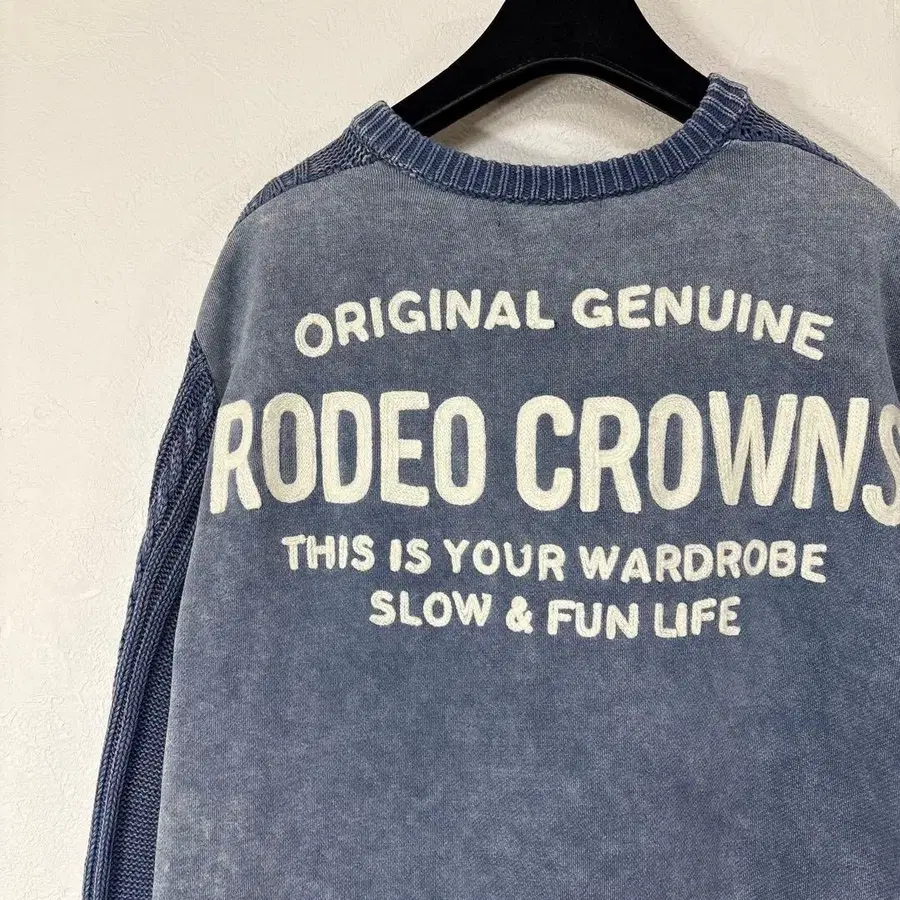 ORIGINAL GENUINE
RODEO CROWNS
THIS IS YOUR WARDROBE
SLOW & FUN LIFE